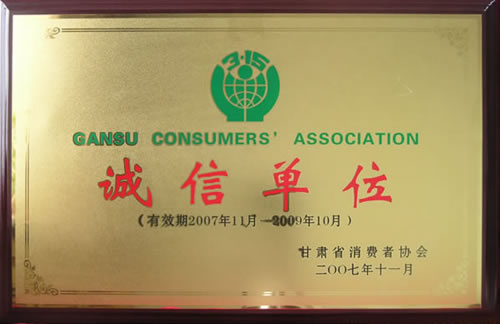 3·15
GANSU CONSUMERS' ASSOCIATION
诚信单位
（有效期2007年11月—2009年10月）
甘肃省消费者协会
二〇〇七年十一月